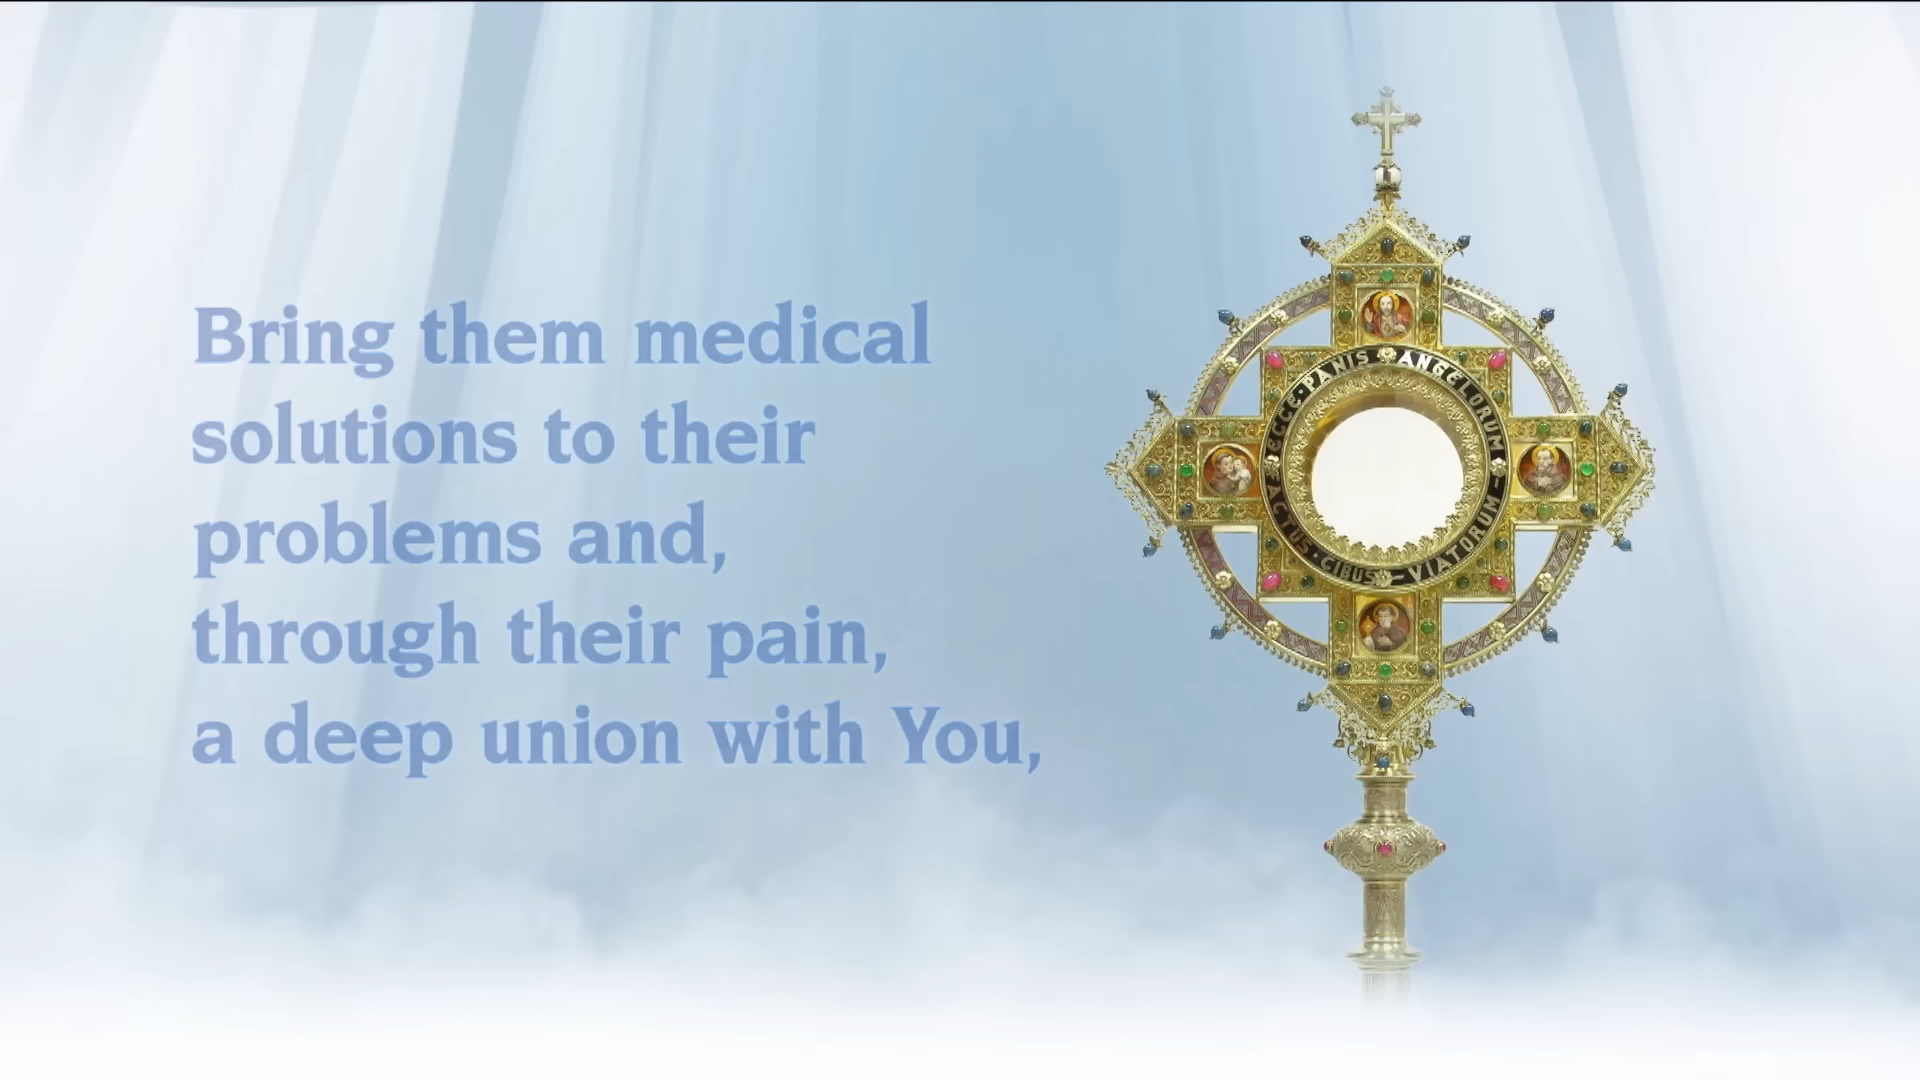 Bring them medical
solutions to their
problems and,
through their pain,
a deep union with You,
ECCE · PANIS ANGELORUM
FACTUS · CIBUS – VIATORUM –